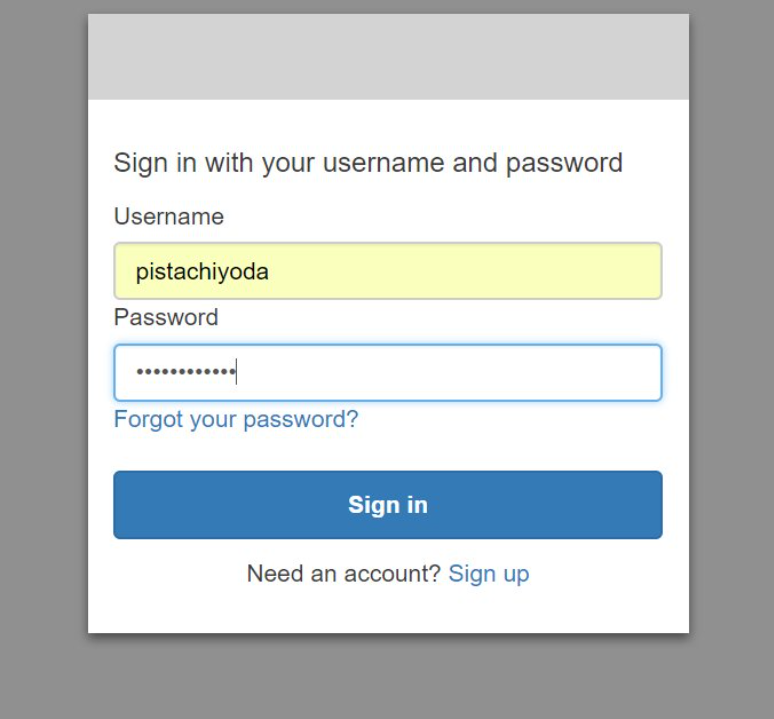 Sign in with your username and password
Username
pistachiyoda
Password
••••••••••••
Forgot your password?
Sign in
Need an account? Sign up